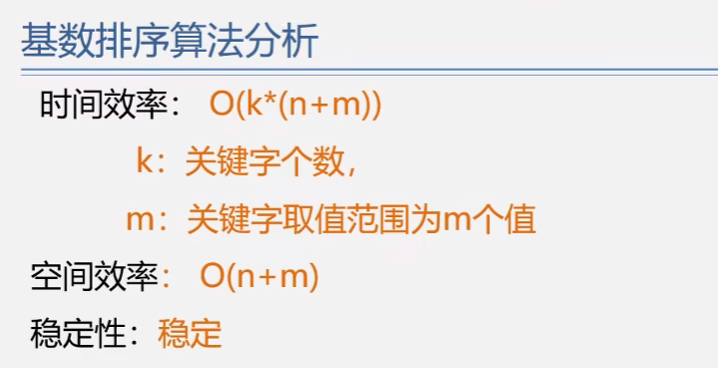 基数排序算法分析
时间效率： O(k*(n+m))
k：关键字个数，
m：关键字取值范围为m个值
空间效率： O(n+m)
稳定性：稳定